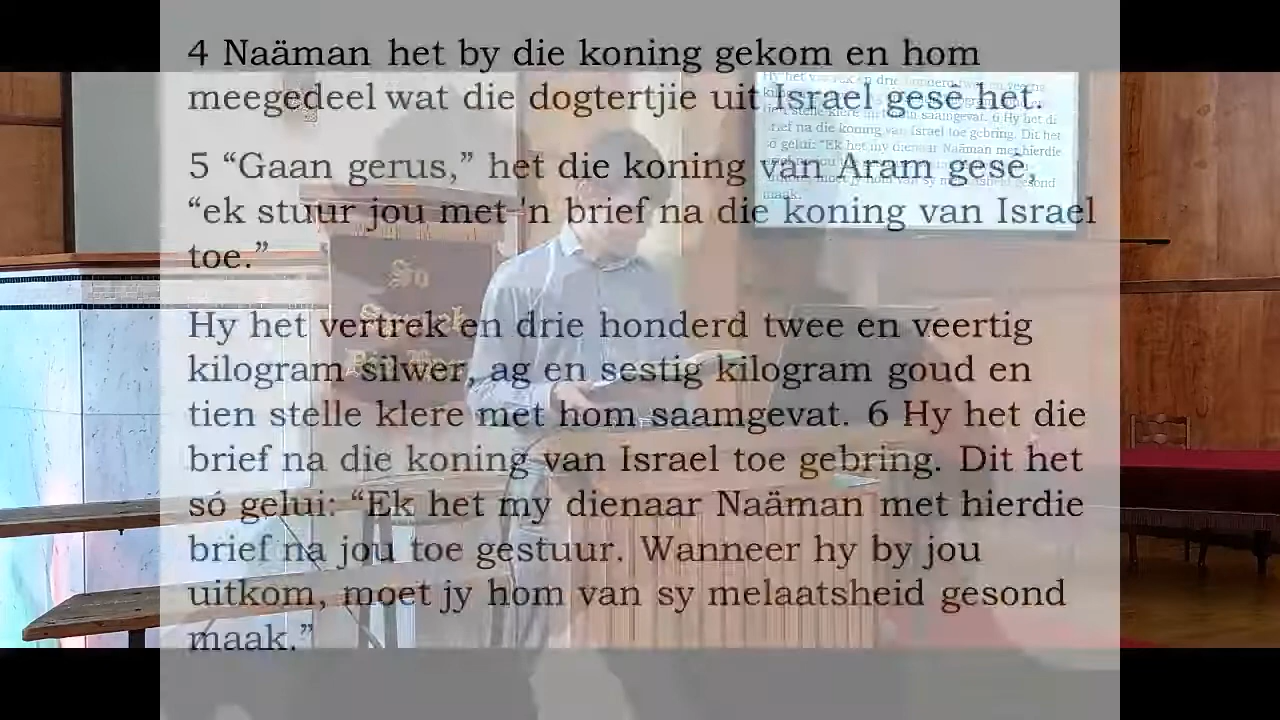 4 Naäman het by die koning gekom en hom
meegedeel wat die dogtertjie uit Israel gesê het.
5 “Gaan gerus,” het die koning van Aram gesê,
“ek stuur jou met 'n brief na die koning van Israel
toe.”
Hy het vertrek en drie honderd twee en veertig
kilogram silwer, ag en sestig kilogram goud en
tien stelle klere met hom saamgevat. 6 Hy het die
brief na die koning van Israel toe gebring. Dit het
só gelui: “Ek het my dienaar Naäman met hierdie
brief na jou toe gestuur. Wanneer hy by jou
uitkom, moet jy hom van sy melaatsheid gesond
maak.”
So